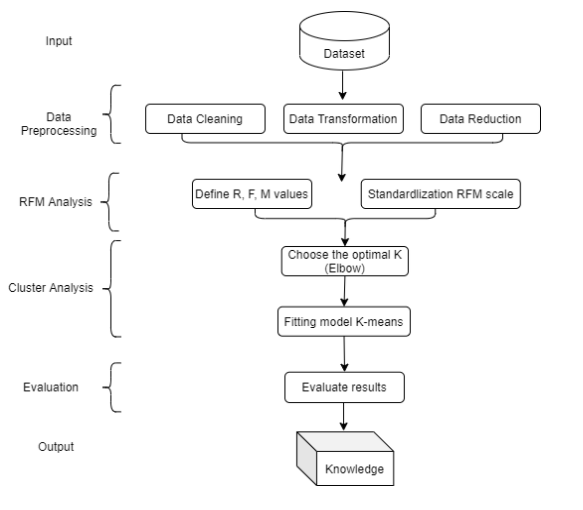 Input
Dataset
Data
Preprocessing
Data Cleaning
Data Transformation
Data Reduction
RFM Analysis
Define R, F, M values
Standardlization RFM scale
Cluster Analysis
Choose the optimal K
(Elbow)
Fitting model K-means
Evaluation
Evaluate results
Output
Knowledge